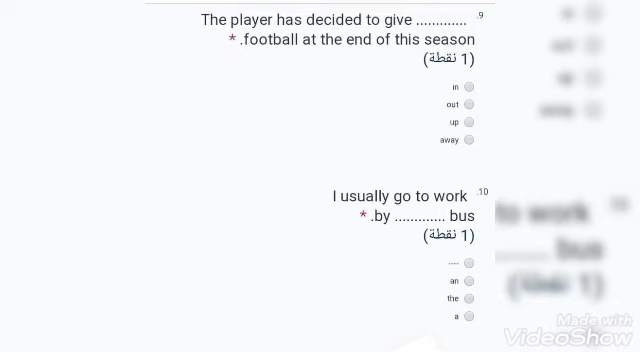 The player has decided to give ............. .9
* .football at the end of this season
(1 نقطة)
in
out
up
away
I usually go to work .10
* .by ............. bus
(1 نقطة)
----
an
the
a
Made with
VideoShow